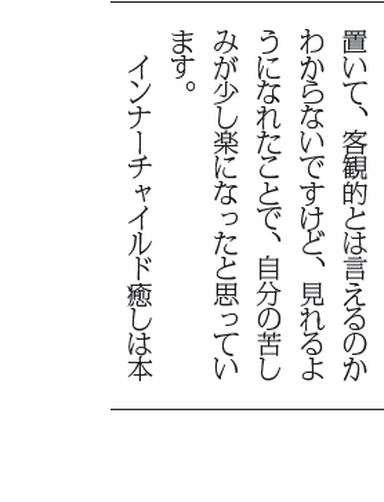 置いて、客観的とは言えるのか
わからないですけど、見れるよ
うになれたことで、自分の苦し
みが少し楽になったと思ってい
ます。
インナーチャイルド癒しは本